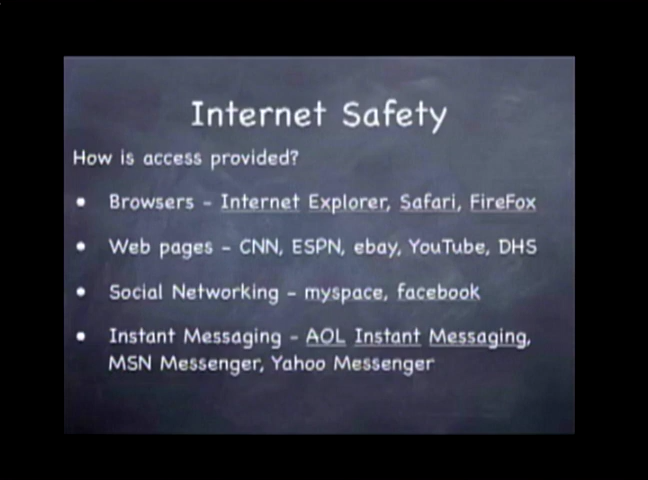 Internet Safety
How is access provided?
• Browsers - Internet Explorer, Safari, FireFox
• Web pages - CNN, ESPN, ebay, YouTube, DHS
• Social Networking - myspace, facebook
• Instant Messaging - AOL Instant Messaging,
MSN Messenger, Yahoo Messenger